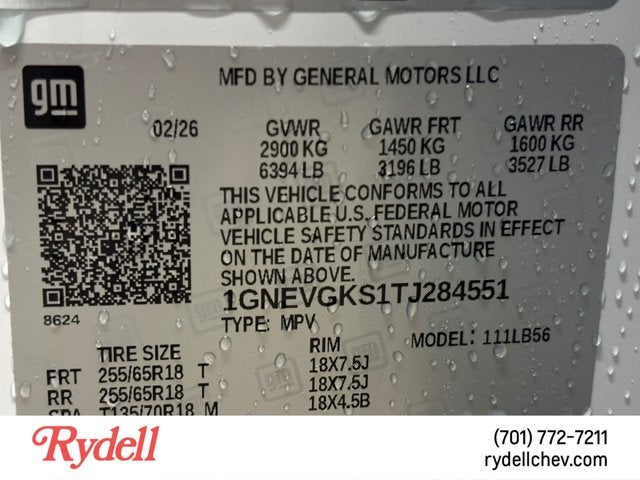 gm
MFD BY GENERAL MOTORS LLC
02/26 GVWR GAWR FRT GAWR RR
2900 KG 1450 KG 1600 KG
6394 LB 3196 LB 3527 LB
THIS VEHICLE CONFORMS TO ALL
APPLICABLE U.S. FEDERAL MOTOR
VEHICLE SAFETY STANDARDS IN EFFECT
ON THE DATE OF MANUFACTURE
SHOWN ABOVE.
1GNEVGKS1TJ284551
8624
TYPE: MPV MODEL: 111LB56
TIRE SIZE RIM
FRT 255/65R18 T 18X7.5J
RR 255/65R18 T 18X7.5J
SPA T135/70R18 M 18X4.5B
Rydell
(701) 772-7211
rydellchev.com